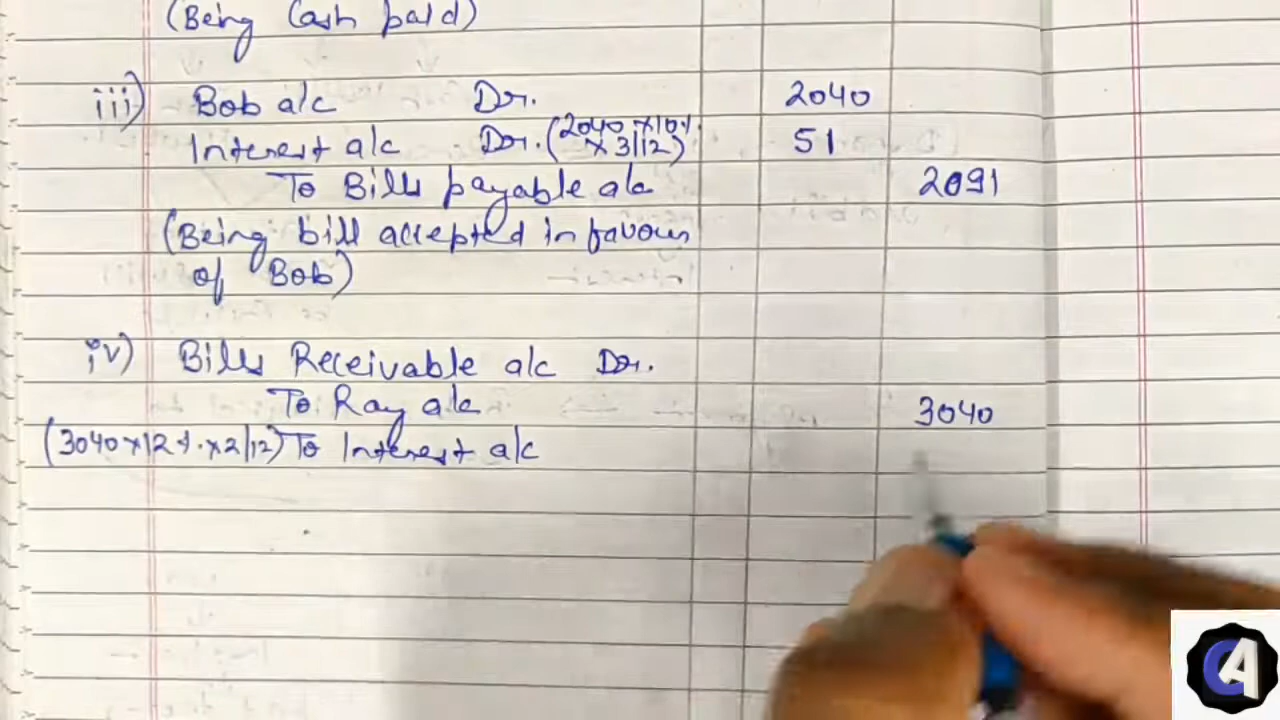 (Being Cash paid)
iii) Bob a/c Dr. 2040
Interest a/c Dr. (2040 x 10% x 3/12) 51
To Bills payable a/c 2091
(Being bill accepted in favour
of Bob)
iv) Bills Receivable a/c Dr.
To Ray a/c 3040
(3040 x 12% x 2/12) To Interest a/c
CA